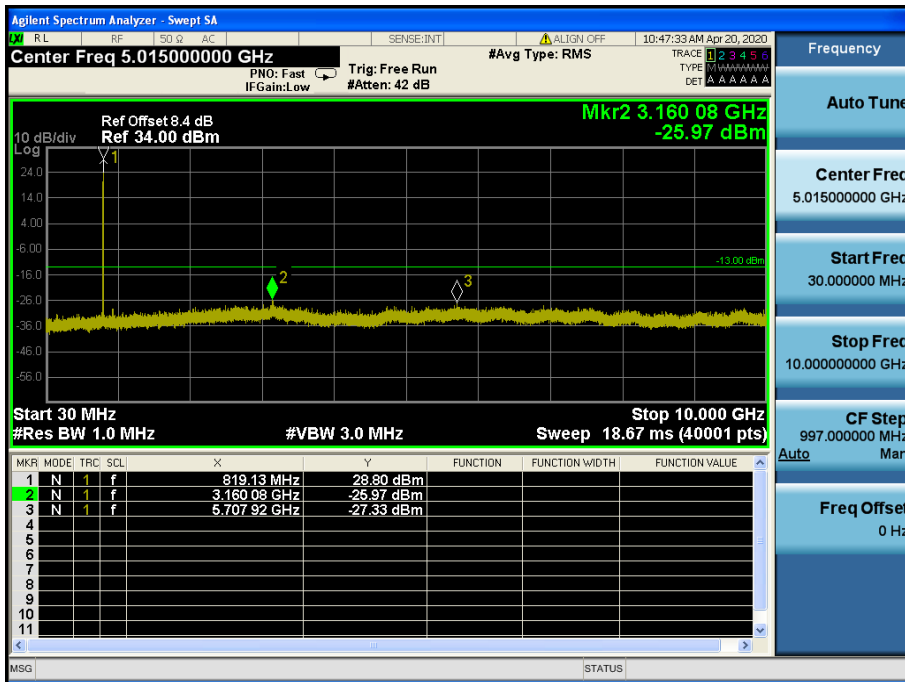 Agilent Spectrum Analyzer - Swept SA
LXI RL RF 50 Ω AC SENSE:INT ALIGN OFF 10:47:33 AM Apr 20, 2020
Center Freq 5.015000000 GHz #Avg Type: RMS TRACE 1 2 3 4 5 6
PNO: Fast Trig: Free Run TYPE M WWWWW
IFGain:Low #Atten: 42 dB DET A A A A A A
Mkr2 3.160 08 GHz
-25.97 dBm
Ref Offset 8.4 dB
10 dB/div Ref 34.00 dBm
Log
1
24.0
14.0
4.00
-6.00
-13.00 dBm
-16.0
2
3
-26.0
-36.0
-46.0
-56.0
Start 30 MHz Stop 10.000 GHz
#Res BW 1.0 MHz #VBW 3.0 MHz Sweep 18.67 ms (40001 pts)
MKR MODE TRC SCL X Y FUNCTION FUNCTION WIDTH FUNCTION VALUE
1 N 1 f 819.13 MHz 28.80 dBm
2 N 1 f 3.160 08 GHz -25.97 dBm
3 N 1 f 5.707 92 GHz -27.33 dBm
4
5
6
7
8
9
10
11
MSG STATUS
Frequency
Auto Tune
Center Freq
5.015000000 GHz
Start Freq
30.000000 MHz
Stop Freq
10.000000000 GHz
CF Step
997.000000 MHz
Auto Man
Freq Offset
0 Hz